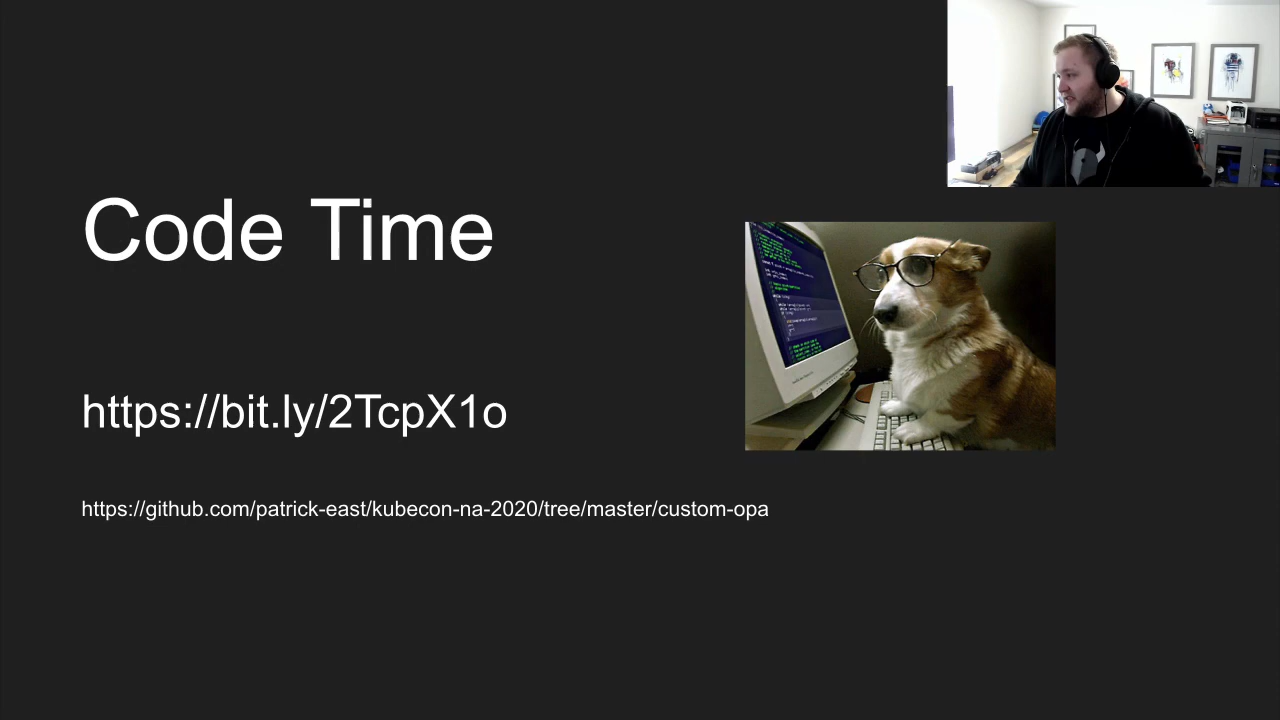 Code Time
https://bit.ly/2TcpX1o
https://github.com/patrick-east/kubecon-na-2020/tree/master/custom-opa